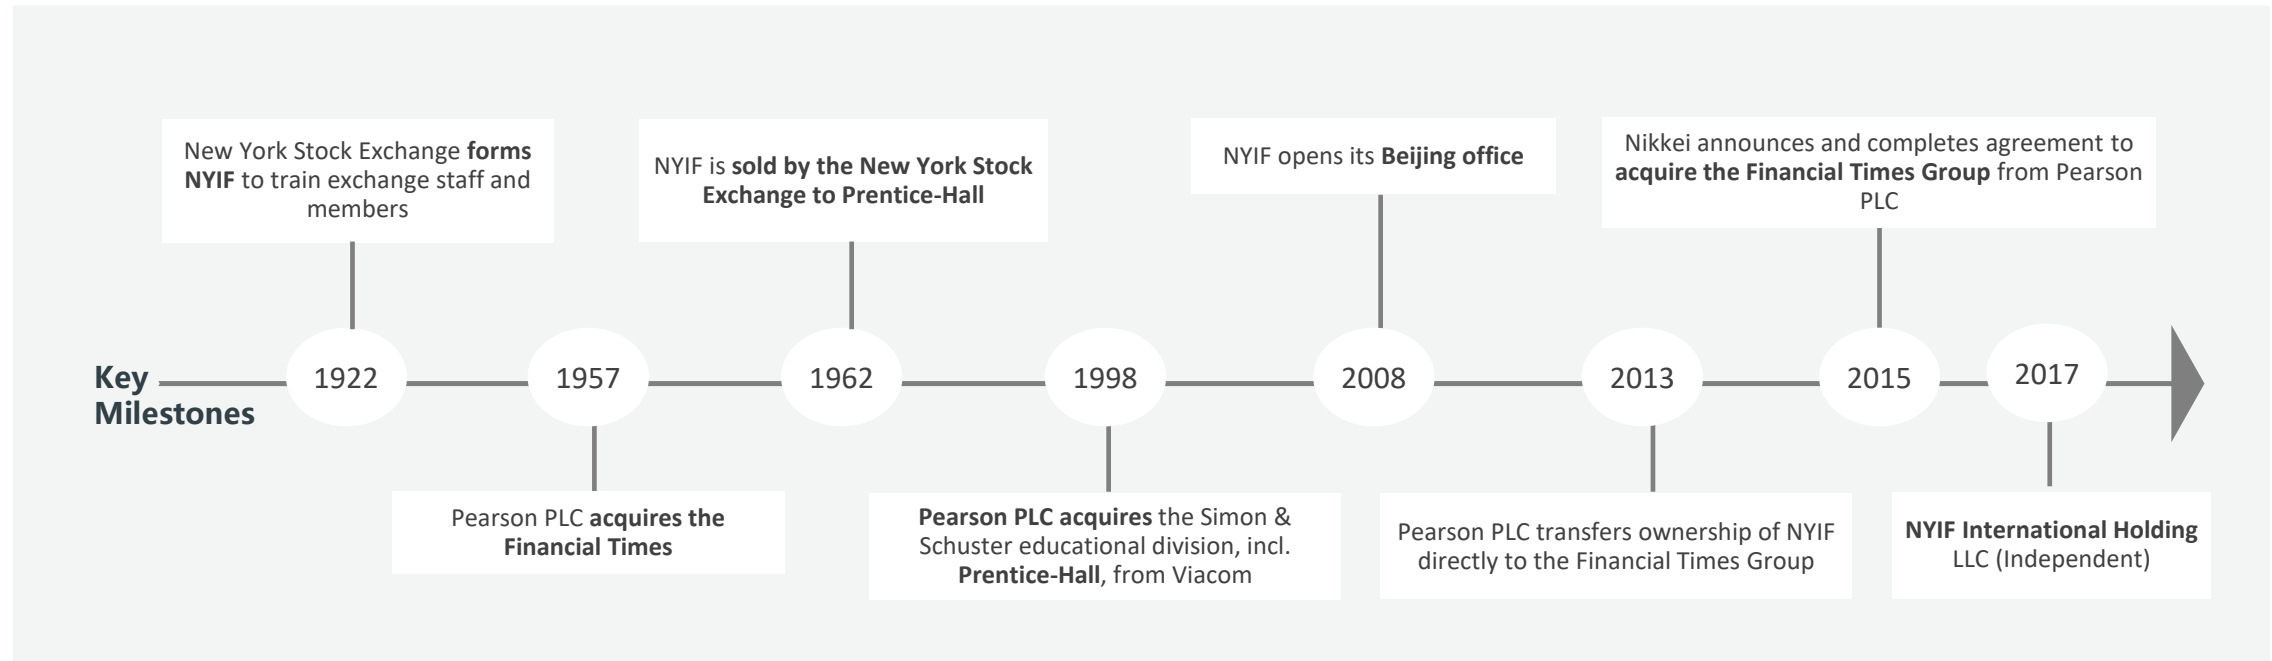 New York Stock Exchange forms
NYIF to train exchange staff and
members
NYIF is sold by the New York Stock
Exchange to Prentice-Hall
NYIF opens its Beijing office
Nikkei announces and completes agreement to
acquire the Financial Times Group from Pearson
PLC
Key
Milestones
1922
1957
1962
1998
2008
2013
2015
2017
Pearson PLC acquires the
Financial Times
Pearson PLC acquires the Simon &
Schuster educational division, incl.
Prentice-Hall, from Viacom
Pearson PLC transfers ownership of NYIF
directly to the Financial Times Group
NYIF International Holding
LLC (Independent)